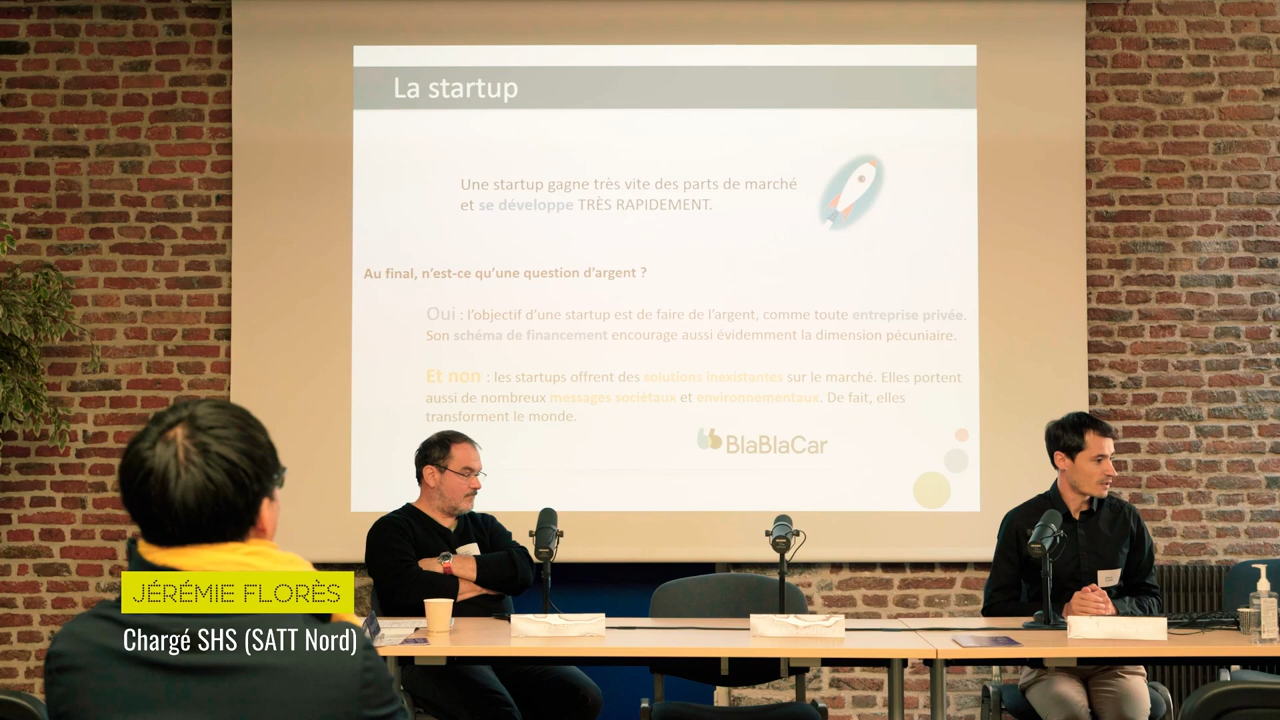 La startup
Une startup gagne très vite des parts de marché
et se développe TRÈS RAPIDEMENT.
Au final, n'est-ce qu'une question d'argent ?
Oui : l'objectif d'une startup est de faire de l'argent, comme toute entreprise privée.
Son schéma de financement encourage aussi évidemment la dimension pécuniaire.
Et non : les startups offrent des solutions inexistantes sur le marché. Elles portent
aussi de nombreux messages sociétaux et environnementaux. De fait, elles
transforment le monde.
BlaBlaCar
JÉRÉMIE FLORÈS
Chargé SHS (SATT Nord)